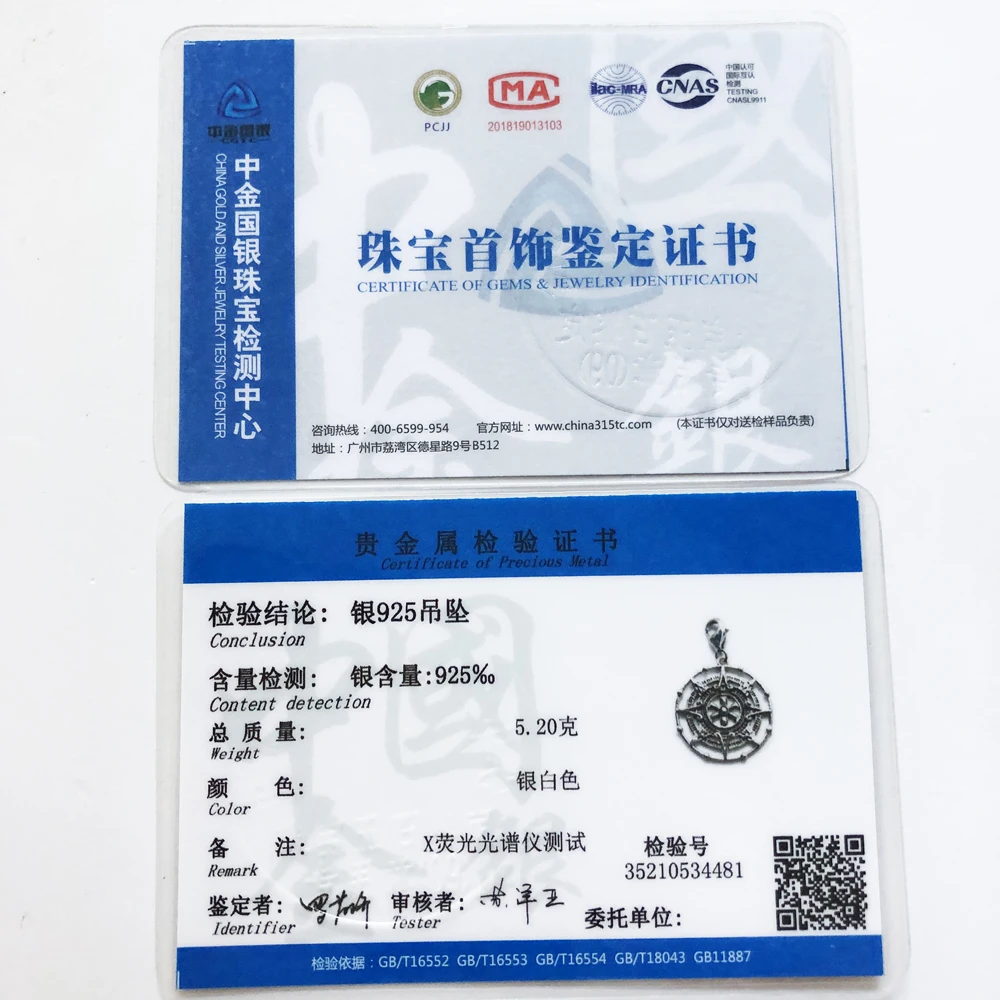 中金国银
CGTC
中金国银珠宝检测中心
CHINA GOLD AND SILVER JEWELRY TESTING CENTER
PCJJ
MA
201819013103
ilac-MRA
CNAS
中国认可
国际互认
检测
TESTING
CNASL9911
珠宝首饰鉴定证书
CERTIFICATE OF GEMS & JEWELRY IDENTIFICATION
咨询热线：400-6599-954 官方网址：www.china315tc.com (本证书仅对送检样品负责)
地址：广州市荔湾区德星路9号B512
贵金属检验证书
Certificate of Precious Metal
检验结论: 银925吊坠
Conclusion
含量检测: 银含量:925‰
Content detection
总质量: 5.20克
Weight
颜色: 银白色
Color
备注: X荧光光谱仪测试
Remark
检验号
35210534481
鉴定者: 审核者:
Identifier Tester
委托单位:
检验依据：GB/T16552 GB/T16553 GB/T16554 GB/T18043 GB11887